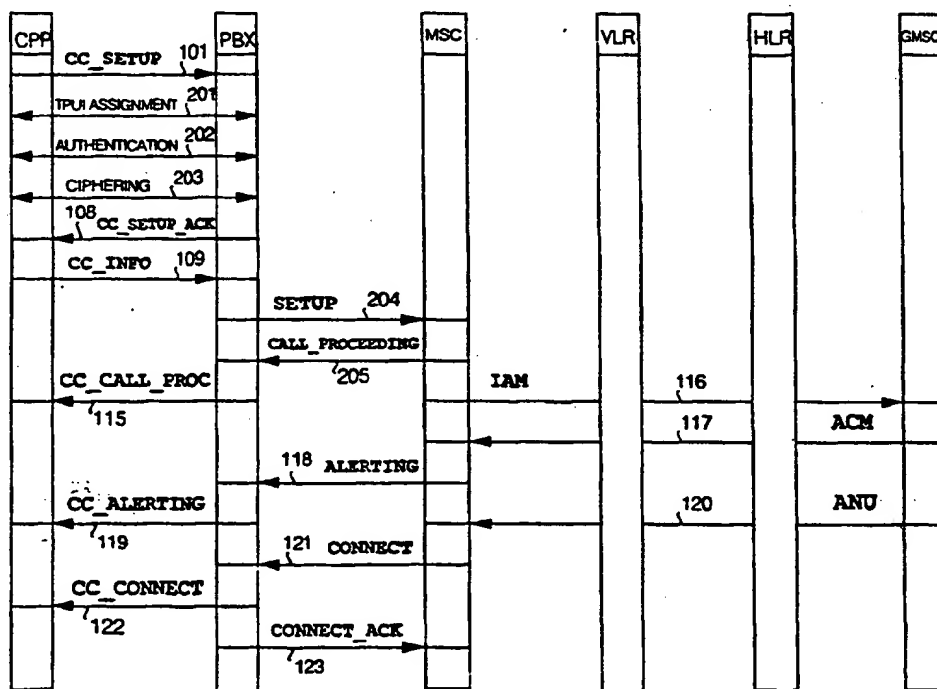 CPP PBX MSC VLR HLR GMSC
CC_SETUP 101
TPUI ASSIGNMENT 201
AUTHENTICATION 202
CIPHERING 203
108 CC_SETUP_ACK
CC_INFO 109
SETUP 204
CALL_PROCEEDING
205
CC_CALL_PROC IAM 116
115 117 ACM
118 ALERTING
CC_ALERTING 120 ANU
119
121 CONNECT
CC_CONNECT
122
CONNECT_ACK
123